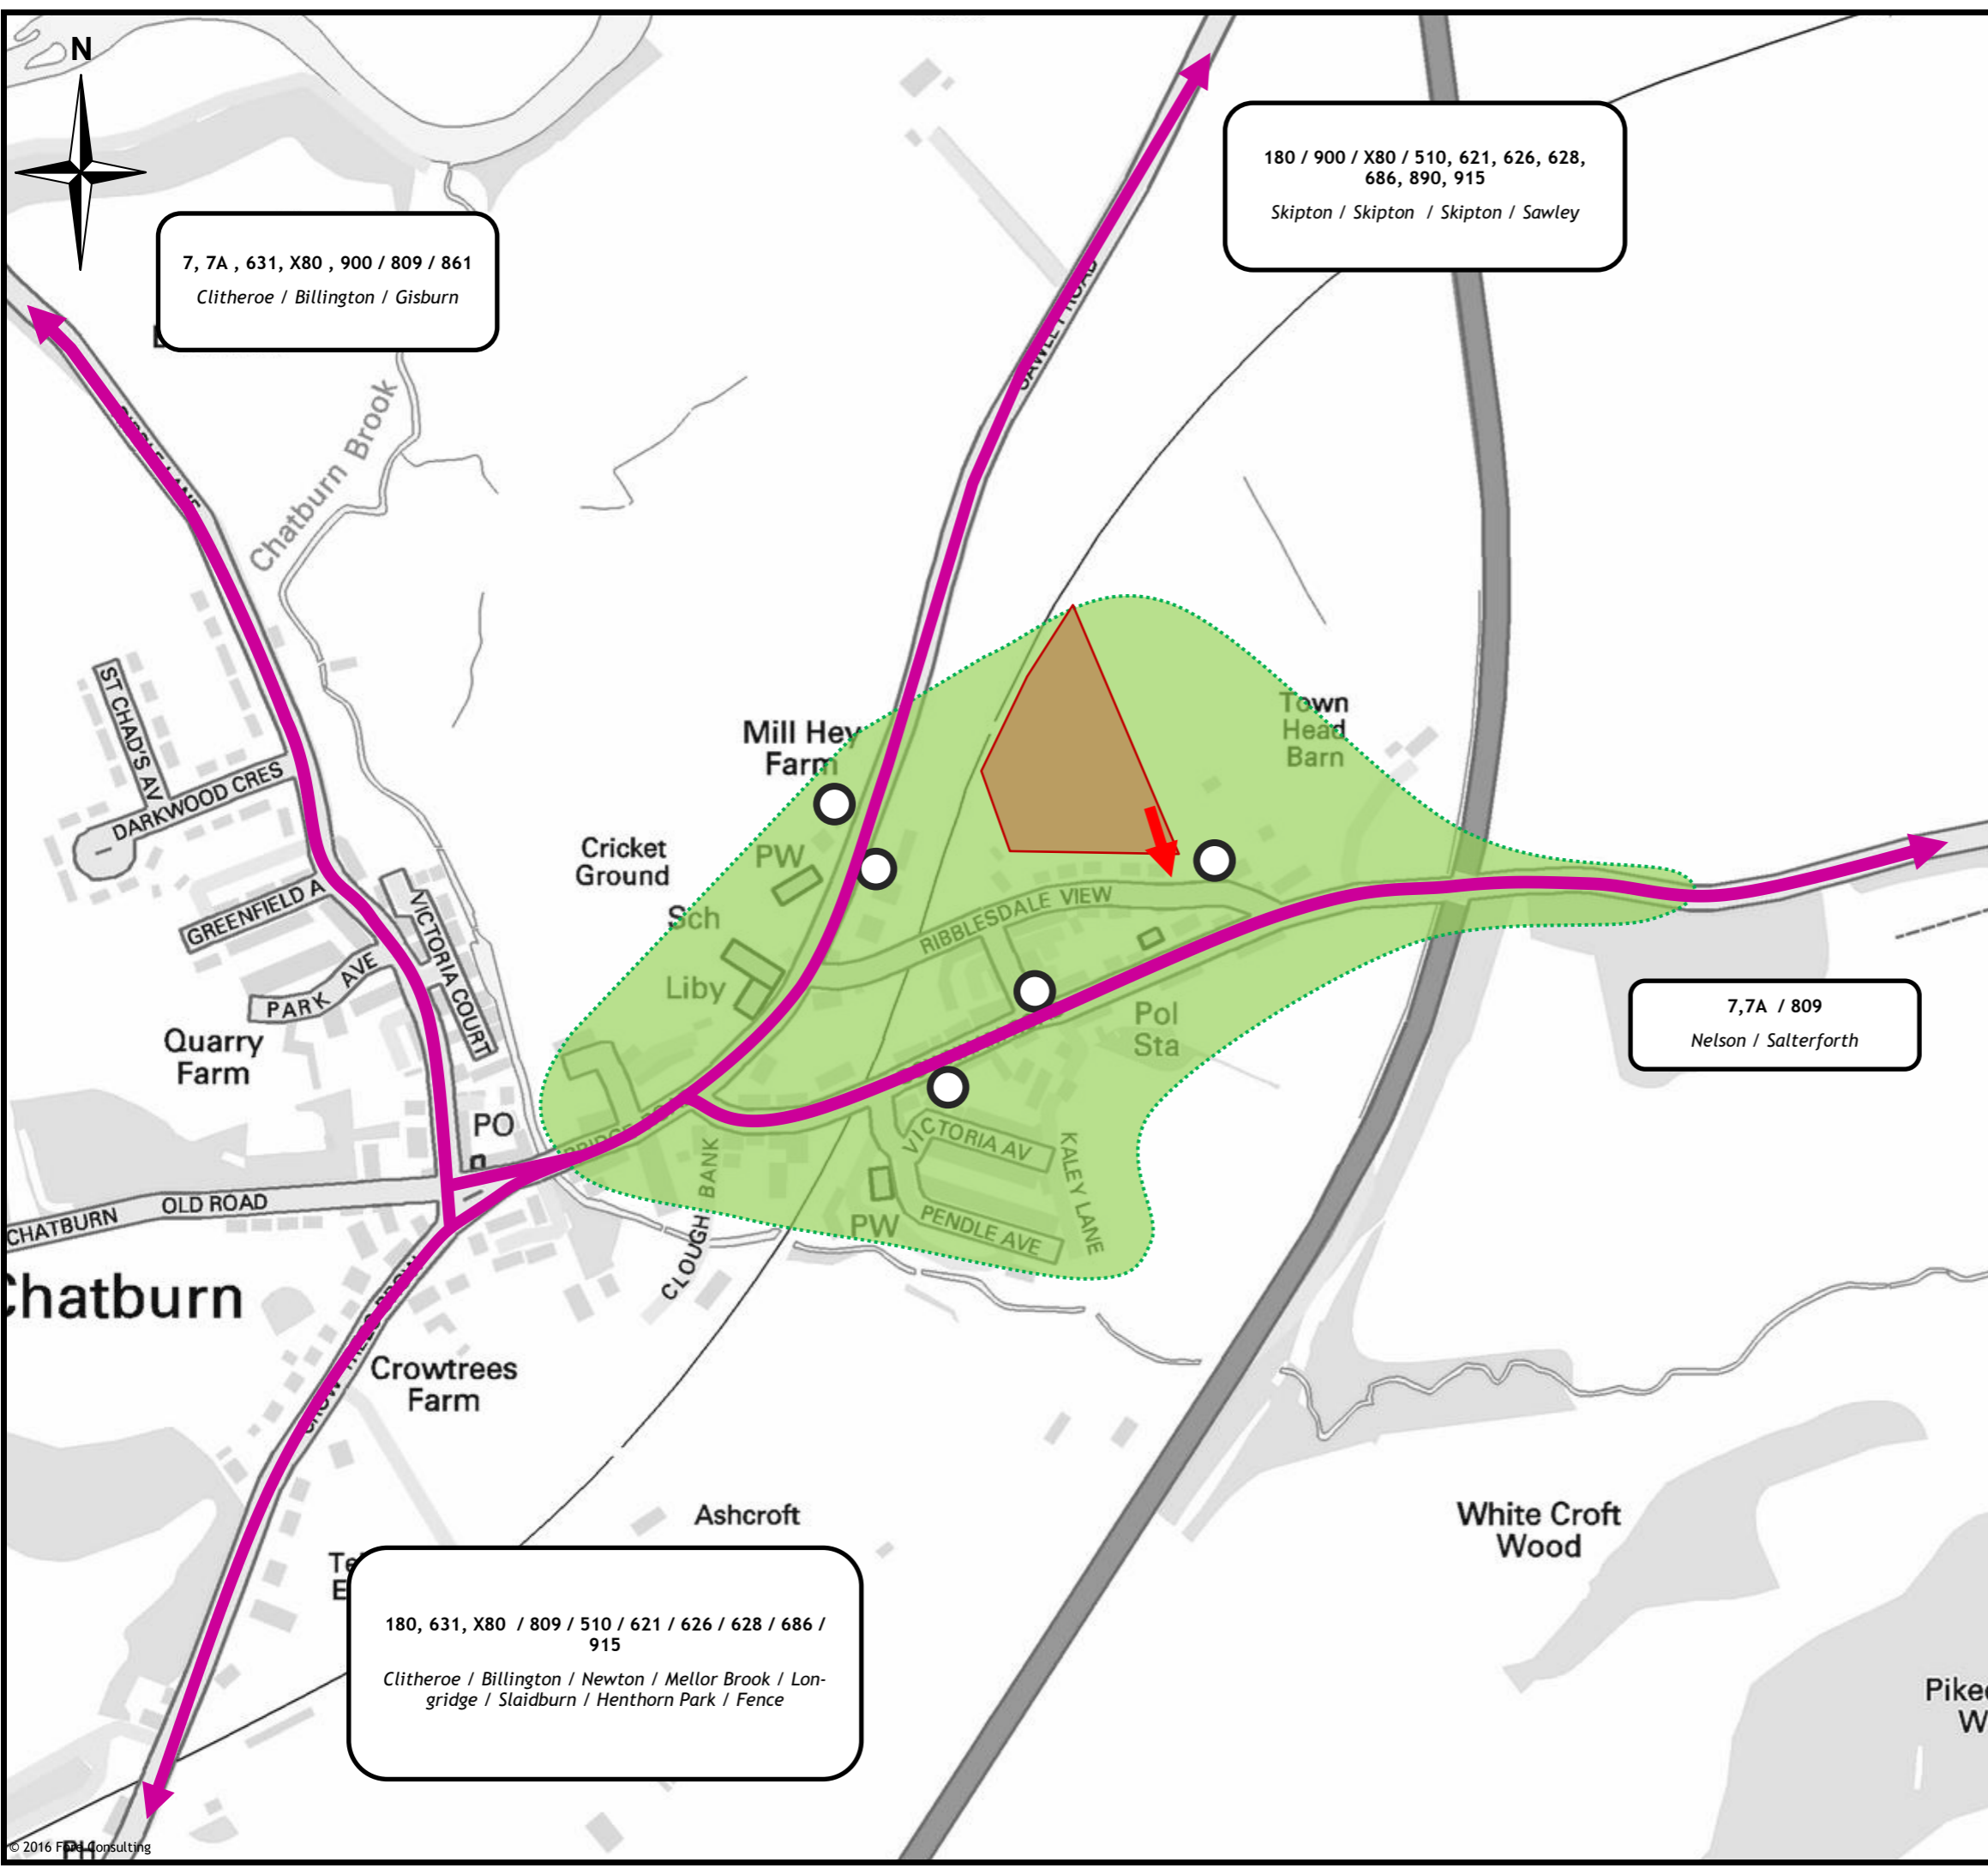 N
180 / 900 / X80 / 510, 621, 626, 628,
686, 890, 915
Skipton / Skipton / Skipton / Sawley
7, 7A , 631, X80 , 900 / 809 / 861
Clitheroe / Billington / Gisburn
Chatburn Brook
ST CHAD'S AV
DARKWOOD CRES
GREENFIELD A
VICTORIA COURT
PARK AVE
Quarry
Farm
PO
CHATBURN
OLD ROAD
Mill Hey
Farm
Cricket
Ground
PW
Sch
Liby
RIBBLESDALE VIEW
Town
Head
Barn
Pol
Sta
7,7A / 809
Nelson / Salterforth
VICTORIA AV
KALEY LANE
PENDLE AVE
PW
CLOUGH BANK
Crowtrees
Farm
Ashcroft
White Croft
Wood
180, 631, X80 / 809 / 510 / 621 / 626 / 628 / 686 /
915
Clitheroe / Billington / Newton / Mellor Brook / Lon-
gridge / Slaidburn / Henthorn Park / Fence
© 2016 Fore Consulting